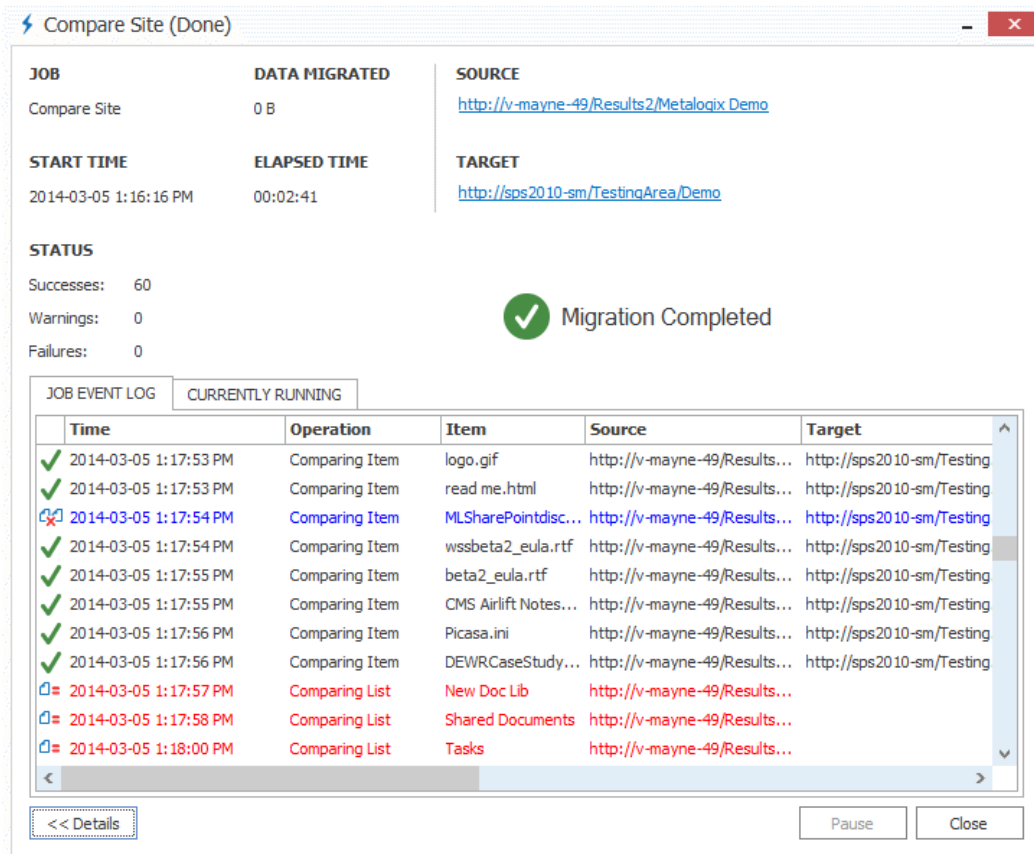 Compare Site (Done)
JOB DATA MIGRATED SOURCE
Compare Site 0 B http://v-mayne-49/Results2/Metalogix Demo
START TIME ELAPSED TIME TARGET
2014-03-05 1:16:16 PM 00:02:41 http://sps2010-sm/TestingArea/Demo
STATUS
Successes: 60
Warnings: 0
Migration Completed
Failures: 0
JOB EVENT LOG CURRENTLY RUNNING
Time Operation Item Source Target
2014-03-05 1:17:53 PM Comparing Item logo.gif http://v-mayne-49/Results... http://sps2010-sm/Testing
2014-03-05 1:17:53 PM Comparing Item read me.html http://v-mayne-49/Results... http://sps2010-sm/Testing
2014-03-05 1:17:54 PM Comparing Item MLSharePointdisc... http://v-mayne-49/Results... http://sps2010-sm/Testing
2014-03-05 1:17:54 PM Comparing Item wssbeta2_eula.rtf http://v-mayne-49/Results... http://sps2010-sm/Testing
2014-03-05 1:17:55 PM Comparing Item beta2_eula.rtf http://v-mayne-49/Results... http://sps2010-sm/Testing
2014-03-05 1:17:55 PM Comparing Item CMS Airlift Notes... http://v-mayne-49/Results... http://sps2010-sm/Testing
2014-03-05 1:17:56 PM Comparing Item Picasa.ini http://v-mayne-49/Results... http://sps2010-sm/Testing
2014-03-05 1:17:56 PM Comparing Item DEWRCaseStudy... http://v-mayne-49/Results... http://sps2010-sm/Testing
2014-03-05 1:17:57 PM Comparing List New Doc Lib http://v-mayne-49/Results...
2014-03-05 1:17:58 PM Comparing List Shared Documents http://v-mayne-49/Results...
2014-03-05 1:18:00 PM Comparing List Tasks http://v-mayne-49/Results...
<< Details Pause Close